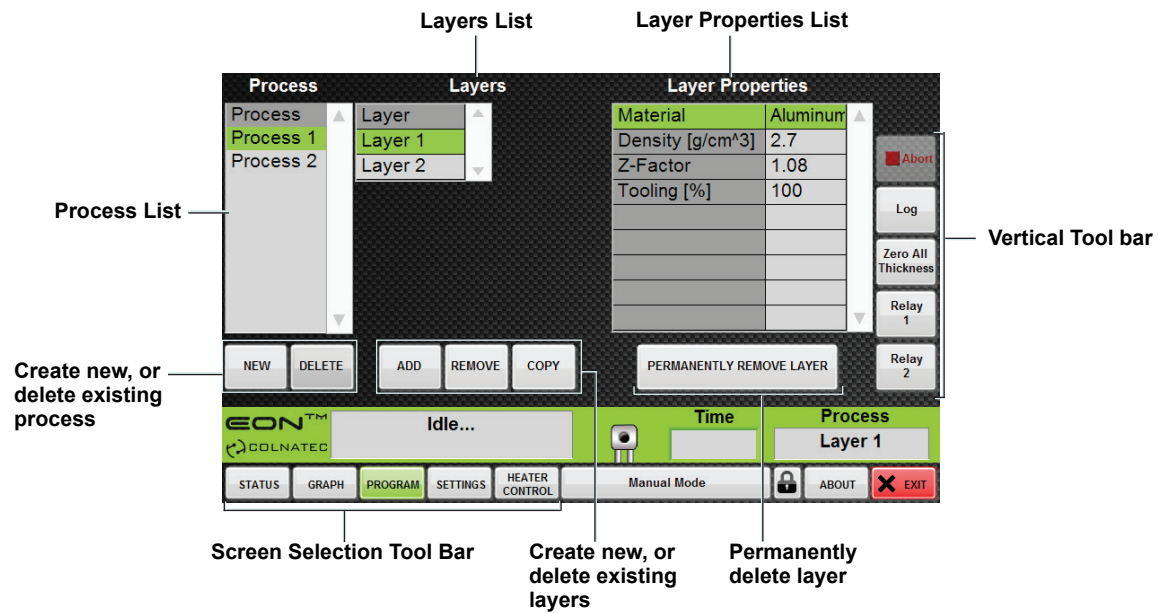 Layers List
Layer Properties List
Process
Layers
Layer Properties
Process
Process 1
Process 2
Layer
Layer 1
Layer 2
Material Aluminum
Density [g/cm^3] 2.7
Z-Factor 1.08
Tooling [%] 100
Abort
Log
Zero All
Thickness
Relay
1
Relay
2
Process List
Vertical Tool bar
Create new, or
delete existing
process
NEW DELETE
ADD REMOVE COPY
PERMANENTLY REMOVE LAYER
EON™
COLNATEC
Idle...
Time
Process
Layer 1
STATUS GRAPH PROGRAM SETTINGS HEATER
CONTROL
Manual Mode
ABOUT
EXIT
Screen Selection Tool Bar
Create new, or
delete existing
layers
Permanently
delete layer